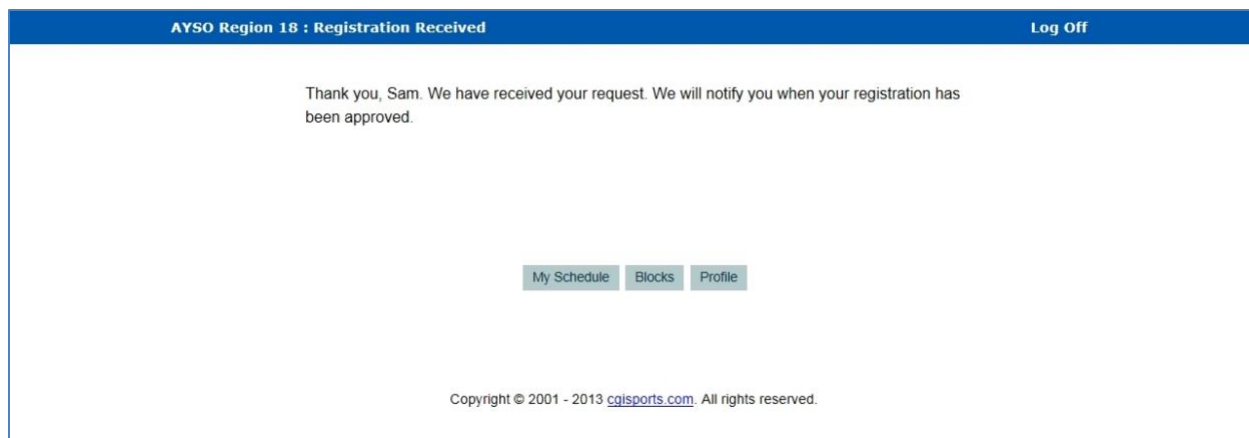 AYSO Region 18 : Registration Received Log Off
Thank you, Sam. We have received your request. We will notify you when your registration has
been approved.
My Schedule Blocks Profile
Copyright © 2001 - 2013 cgisports.com. All rights reserved.